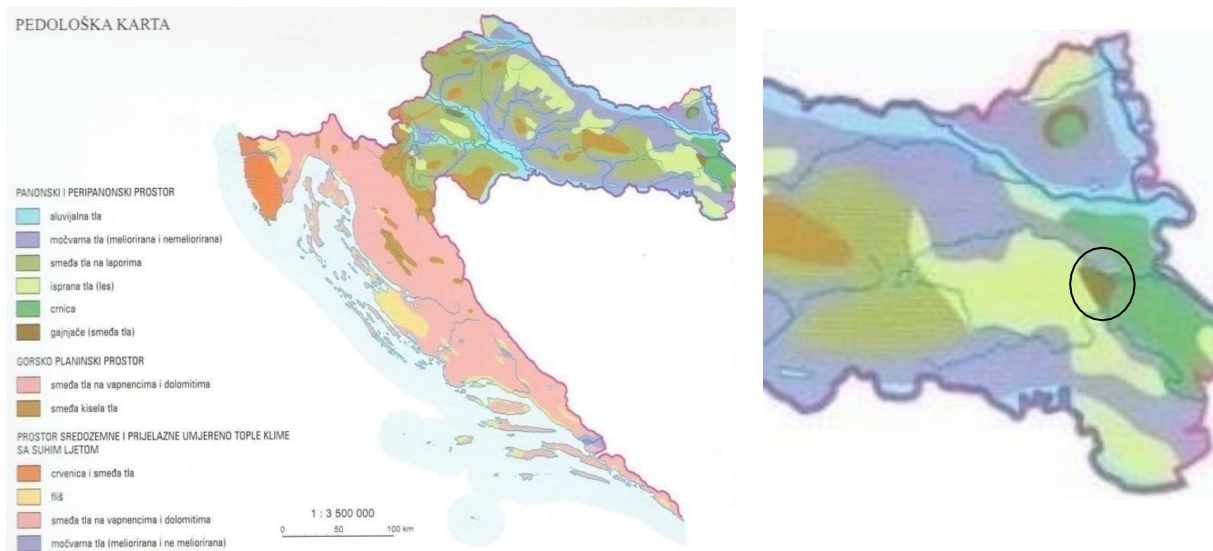 PEDOLOŠKA KARTA
PANONSKI I PERIPANONSKI PROSTOR
aluvijalna tla
močvarna tla (meliorirana i nemeliorirana)
smeđa tla na laporima
isprana tla (les)
crnica
gajnjače (smeđa tla)
GORSKO PLANINSKI PROSTOR
smeđa tla na vapnencima i dolomitima
smeđa kisela tla
PROSTOR SREDOZEMNE I PRIJELAZNE UMJERENO TOPLE KLIME
SA SUHIM LJETOM
crvenica i smeđa tla
fliš
smeđa tla na vapnencima i dolomitima
močvarna tla (meliorirana i ne meliorirana)
1 : 3 500 000
0 50 100 km